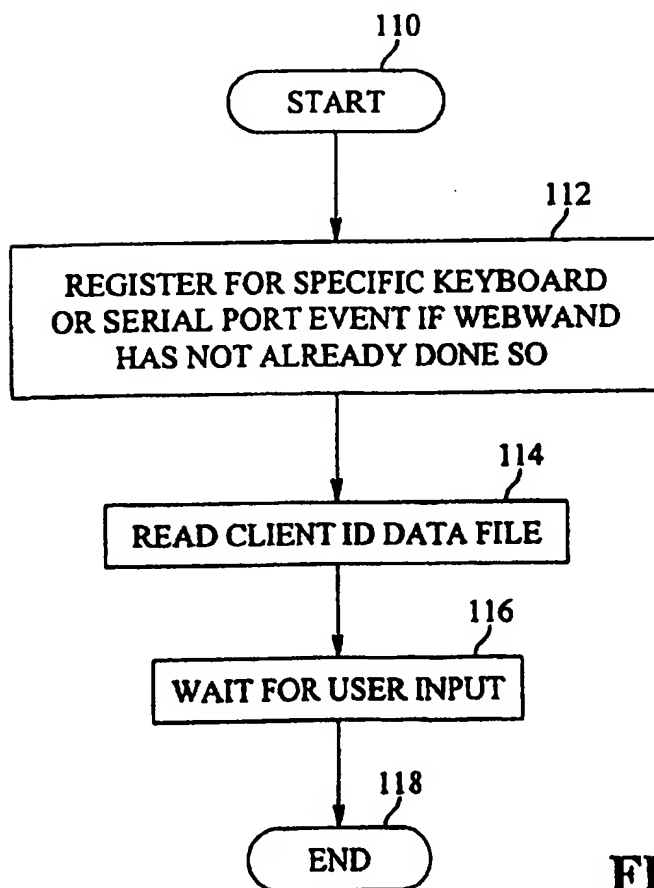 110
START
112
REGISTER FOR SPECIFIC KEYBOARD
OR SERIAL PORT EVENT IF WEBWAND
HAS NOT ALREADY DONE SO
114
READ CLIENT ID DATA FILE
116
WAIT FOR USER INPUT
118
END